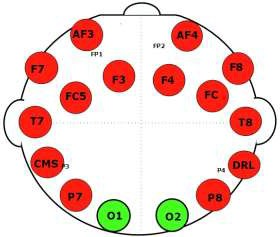 AF3 AF4
FP1 FP2
F7 F3 F4 F8
FC5 FC
T7 T8
CMS P3 P4 DRL
P7 P8
O1 O2